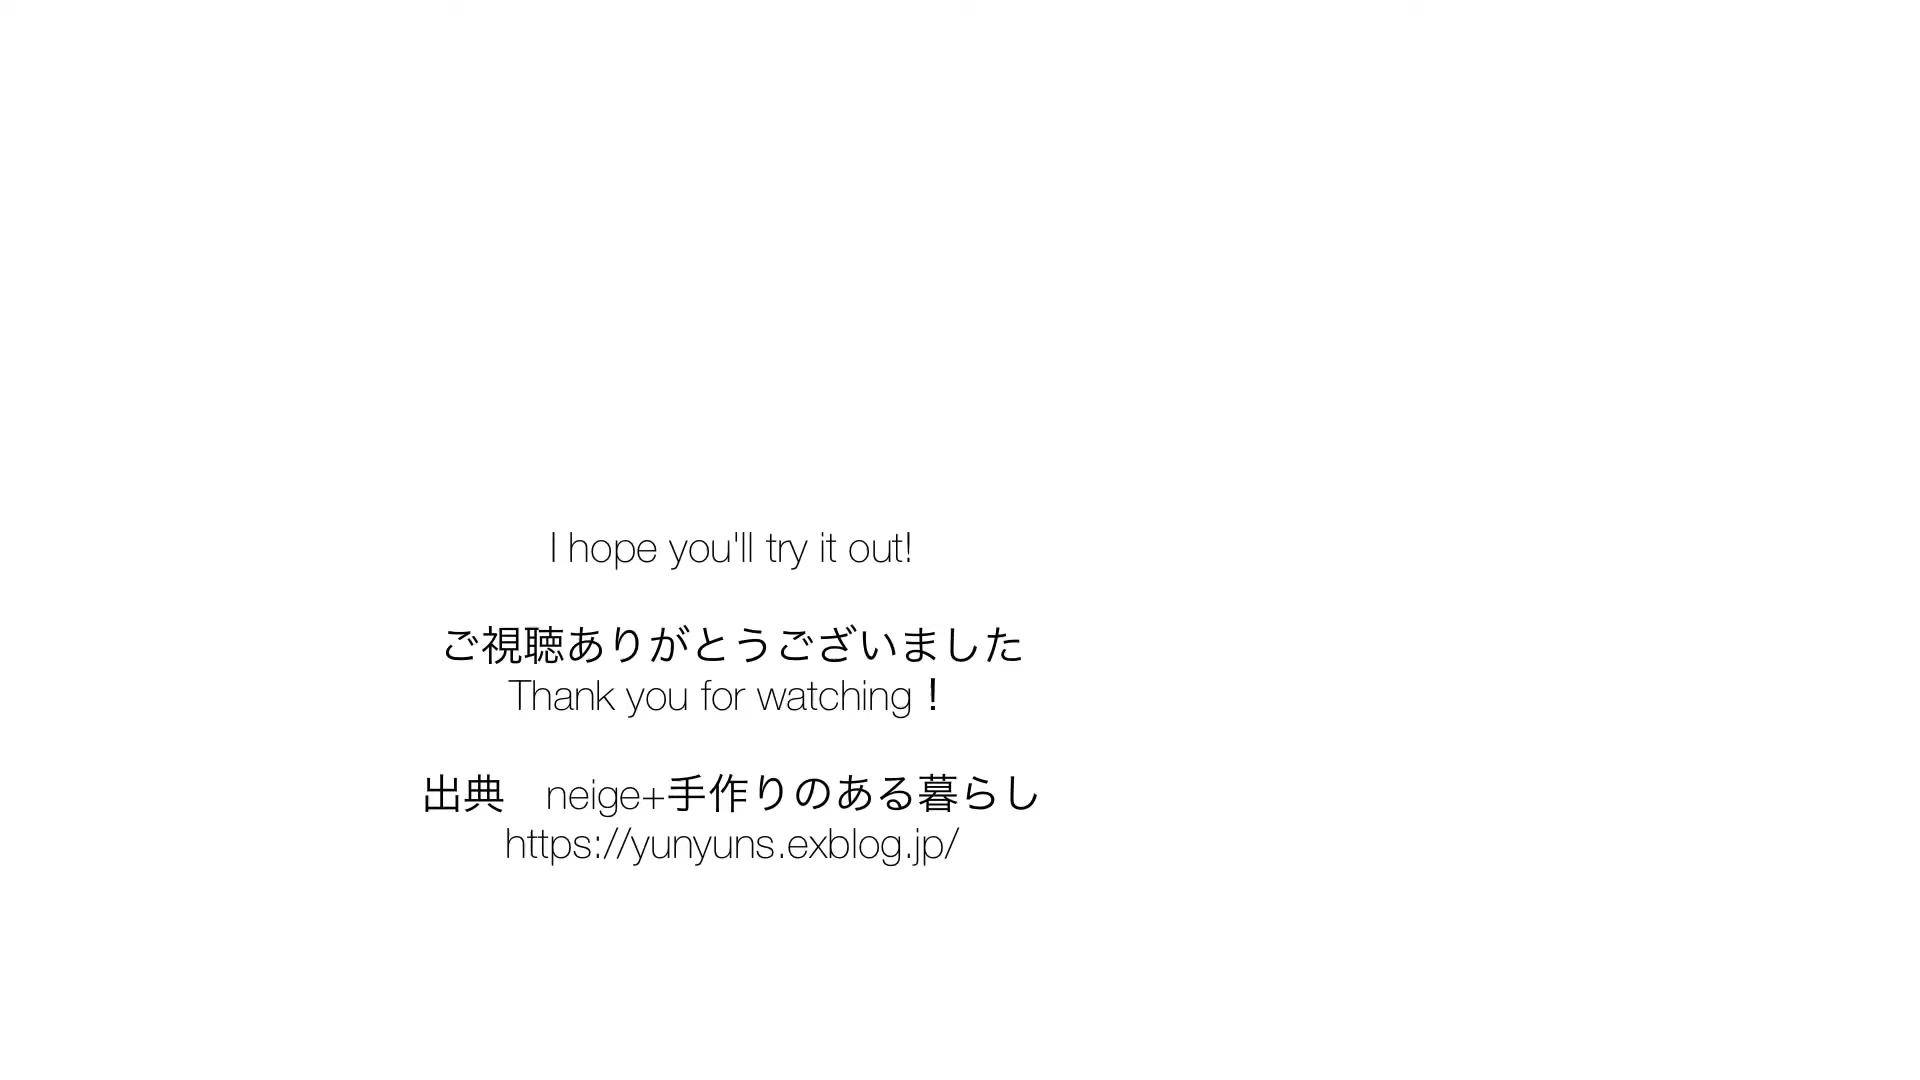 I hope you'll try it out!
ご視聴ありがとうございました
Thank you for watching！
出典　neige+手作りのある暮らし
https://yunyuns.exblog.jp/